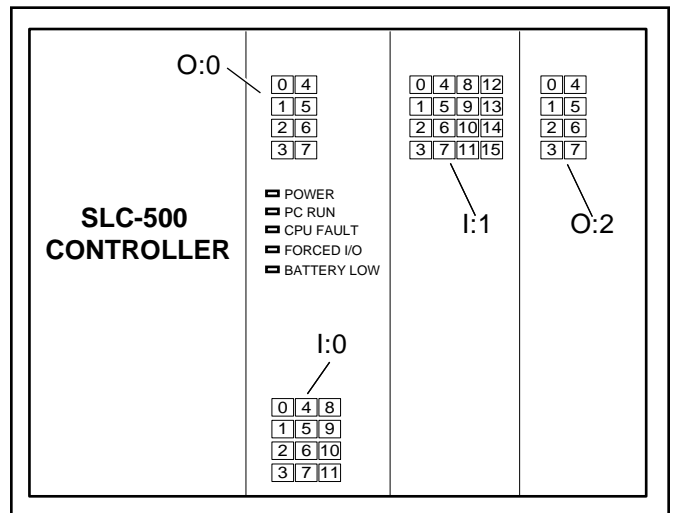 O:0
0 4
1 5
2 6
3 7
0 4 8 12
1 5 9 13
2 6 10 14
3 7 11 15
0 4
1 5
2 6
3 7
I:1
O:2
SLC-500
CONTROLLER
POWER
PC RUN
CPU FAULT
FORCED I/O
BATTERY LOW
I:0
0 4 8
1 5 9
2 6 10
3 7 11